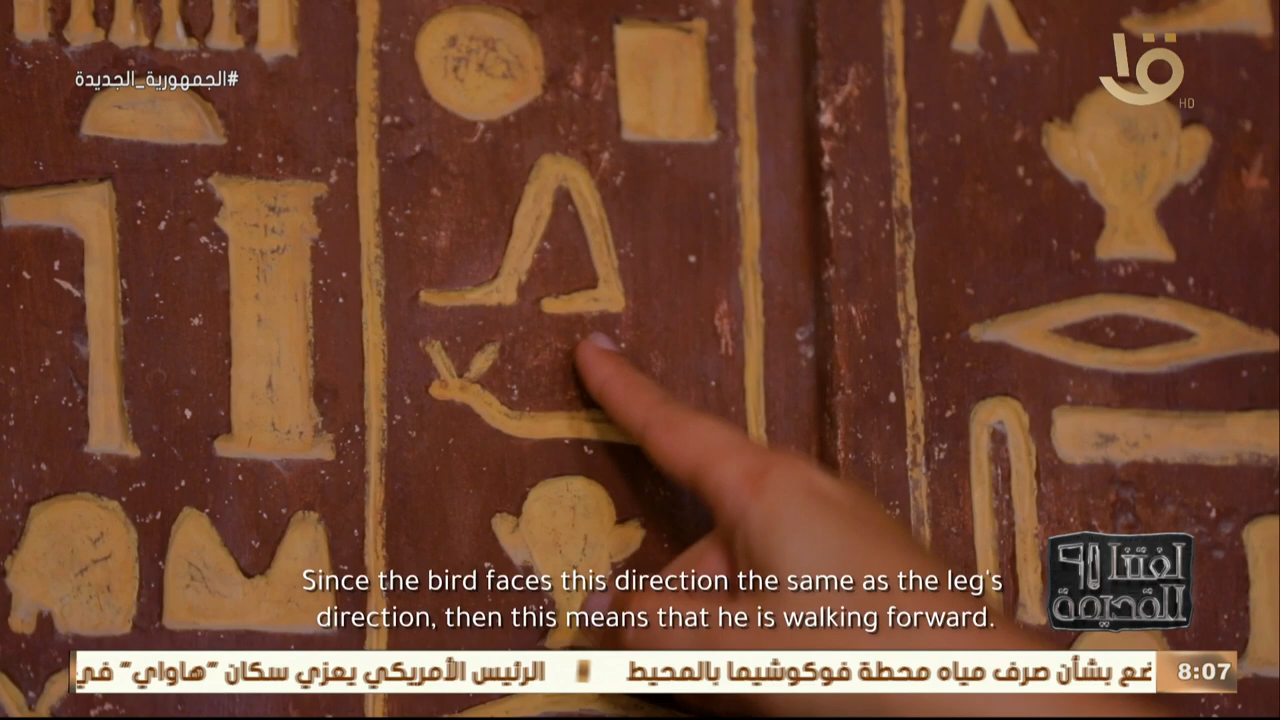 #الجمهورية_الجديدة
HD
Since the bird faces this direction the same as the leg's
direction, then this means that he is walking forward.
لغتنا
القديمة
ضع بشأن صرف مياه محطة فوكوشيما بالمحيط الرئيس الأمريكي يعزي سكان "هاواي" في
8:07